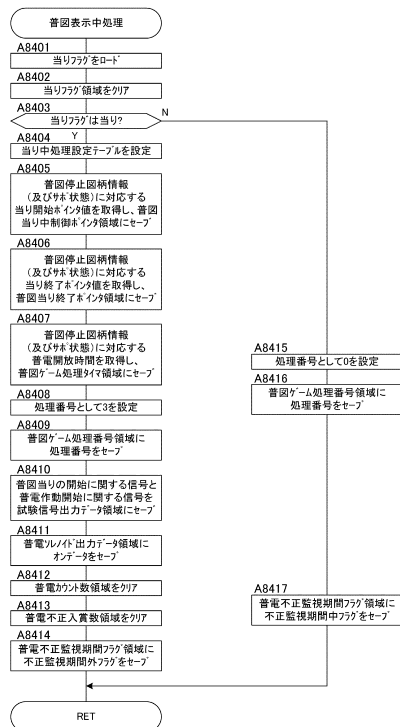 普図表示中処理
A8401
当りフラグをロード
A8402
当りフラグ領域をクリア
A8403
当りフラグは当り?
N
Y
A8404
当り中処理設定テーブルを設定
A8405
普図停止図柄情報
(及びサポ状態)に対応する
当り開始ポインタ値を取得し、普図
当り中制御ポインタ領域にセーブ
A8406
普図停止図柄情報
(及びサポ状態)に対応する
当り終了ポインタ値を取得し、
普図当り終了ポインタ領域にセーブ
A8407
普図停止図柄情報
(及びサポ状態)に対応する
普電開放時間を取得し、
普図ゲーム処理タイマ領域にセーブ
A8408
処理番号として3を設定
A8409
普図ゲーム処理番号領域に
処理番号をセーブ
A8410
普図当りの開始に関する信号と
普電作動開始に関する信号を
試験信号出力データ領域にセーブ
A8411
普電ソレノイド出力データ領域に
オンデータをセーブ
A8412
普電カウント数領域をクリア
A8413
普電不正入賞数領域をクリア
A8414
普電不正監視期間フラグ領域に
不正監視期間外フラグをセーブ
A8415
処理番号として0を設定
A8416
普図ゲーム処理番号領域に
処理番号をセーブ
A8417
普電不正監視期間フラグ領域に
不正監視期間中フラグをセーブ
RET